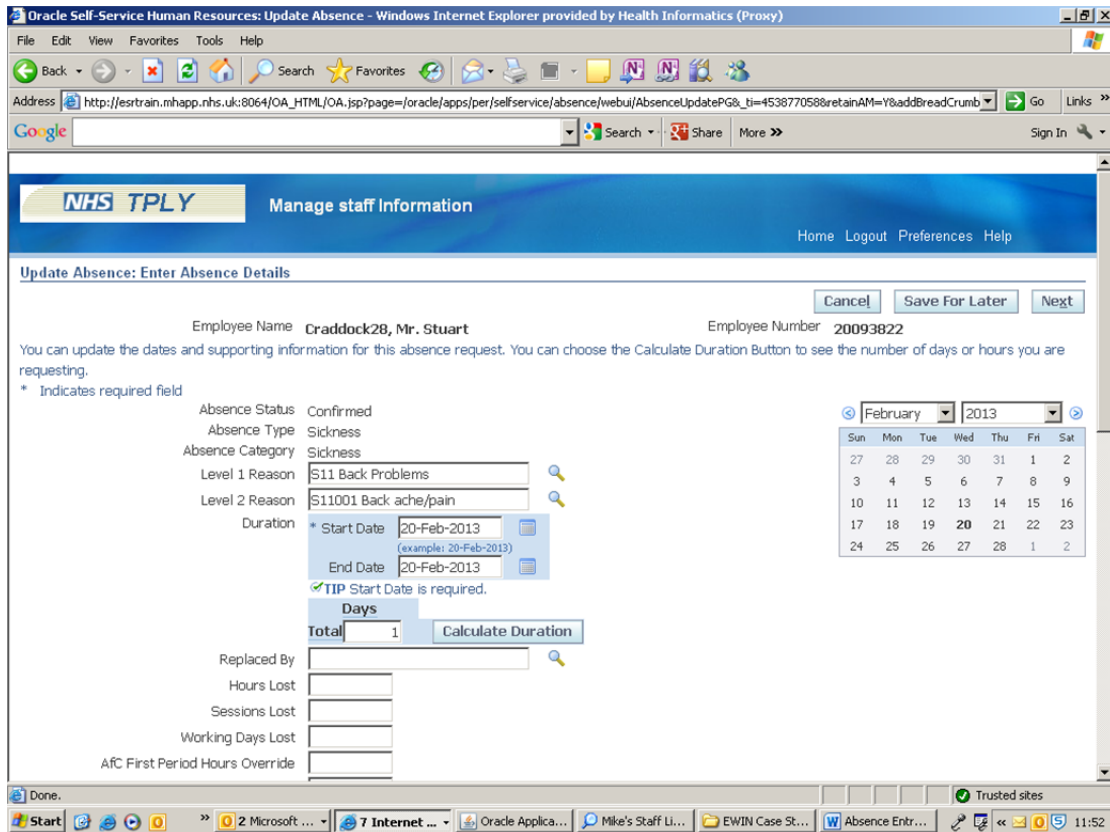 Oracle Self-Service Human Resources: Update Absence - Windows Internet Explorer provided by Health Informatics (Proxy)
File Edit View Favorites Tools Help
Back Search Favorites
Address http://esrtrain.mhapp.nhs.uk:8064/OA_HTML/OA.jsp?page=/oracle/apps/per/selfservice/absence/webui/AbsenceUpdatePG&_ti=453877058&retainAM=Y&addBreadCrumb Go Links »
Google Search Share More » Sign In
NHS TPLY Manage staff Information
Home Logout Preferences Help
Update Absence: Enter Absence Details
Cancel Save For Later Next
Employee Name Craddock28, Mr. Stuart Employee Number 20093822
You can update the dates and supporting information for this absence request. You can choose the Calculate Duration Button to see the number of days or hours you are
requesting.
* Indicates required field
Absence Status Confirmed
Absence Type Sickness
Absence Category Sickness
Level 1 Reason S11 Back Problems
Level 2 Reason S11001 Back ache/pain
Duration * Start Date 20-Feb-2013
(example: 20-Feb-2013)
End Date 20-Feb-2013
TIP Start Date is required.
Days
Total 1 Calculate Duration
Replaced By
Hours Lost
Sessions Lost
Working Days Lost
AfC First Period Hours Override
February 2013
Sun Mon Tue Wed Thu Fri Sat
27 28 29 30 31 1 2
3 4 5 6 7 8 9
10 11 12 13 14 15 16
17 18 19 20 21 22 23
24 25 26 27 28 1 2
Done. Trusted sites
Start » 2 Microsoft ... 7 Internet ... Oracle Applica... Mike's Staff Li... EWIN Case St... Absence Entr... « 11:52